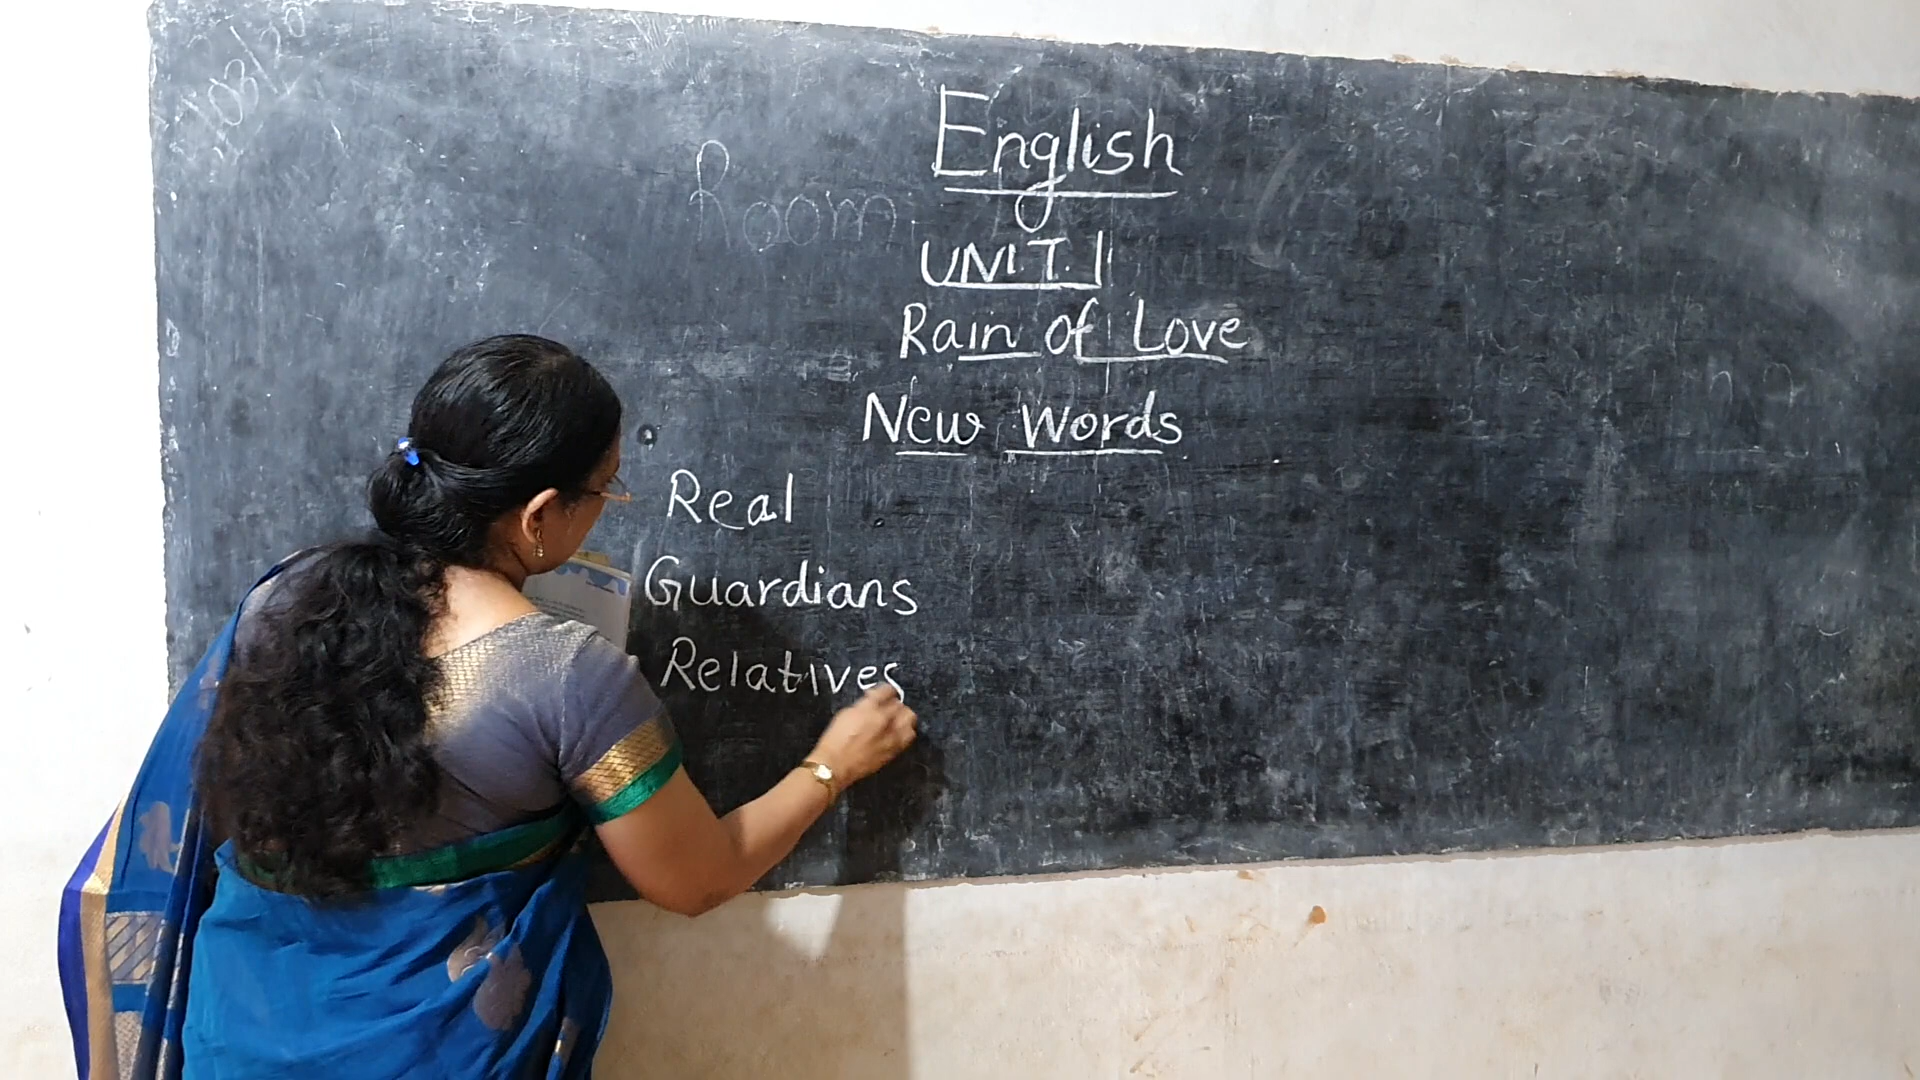 English
Room
UNIT. 1
Rain of Love
New Words
Real
Guardians
Relatives